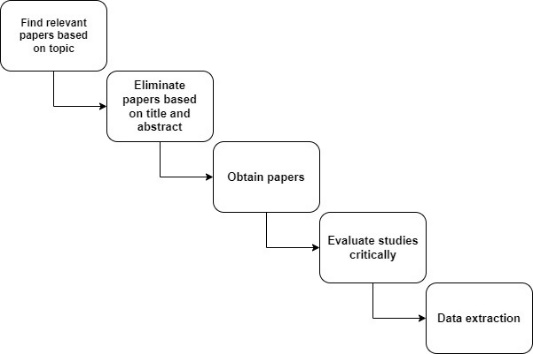 Find relevant
papers based
on topic
Eliminate
papers based
on title and
abstract
Obtain papers
Evaluate studies
critically
Data extraction